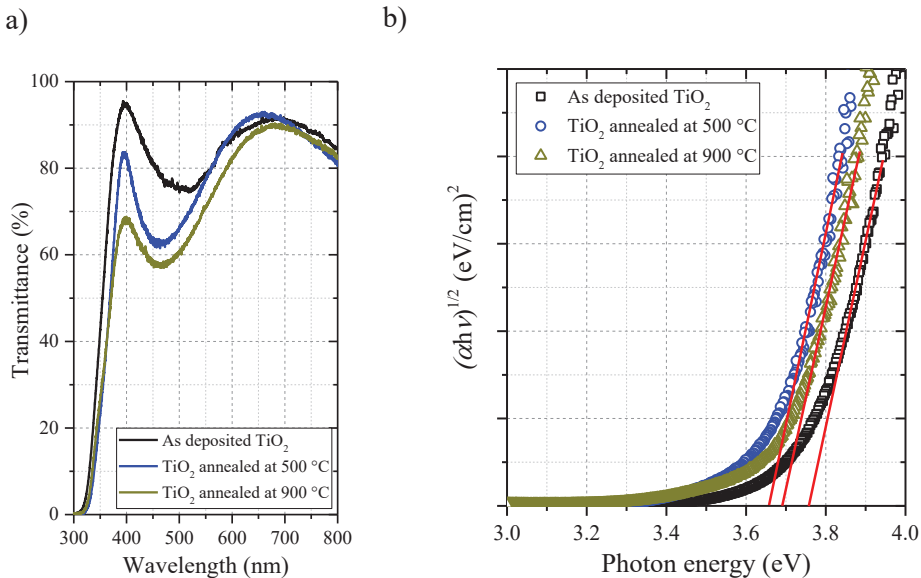 a)
b)
100
80
60
40
20
0
300 400 500 600 700 800
Transmittance (%)
Wavelength (nm)
As deposited TiO₂
TiO₂ annealed at 500 °C
TiO₂ annealed at 900 °C
(αhν)^1/2 (eV/cm)^2
As deposited TiO₂
TiO₂ annealed at 500 °C
TiO₂ annealed at 900 °C
3.0 3.2 3.4 3.6 3.8 4.0
Photon energy (eV)